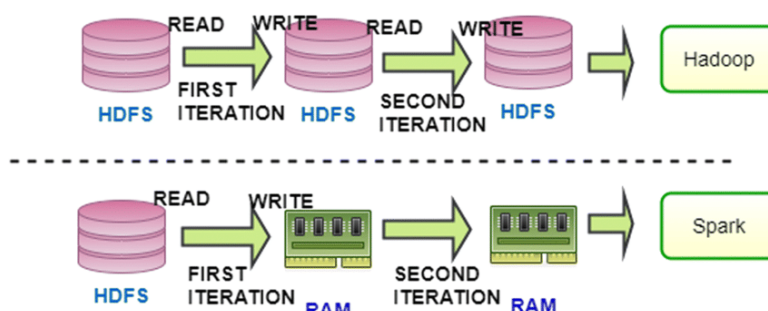 READ WRITE READ WRITE
FIRST
ITERATION
SECOND
ITERATION
HDFS HDFS HDFS
Hadoop
READ WRITE
FIRST
ITERATION
SECOND
ITERATION
HDFS RAM RAM
Spark